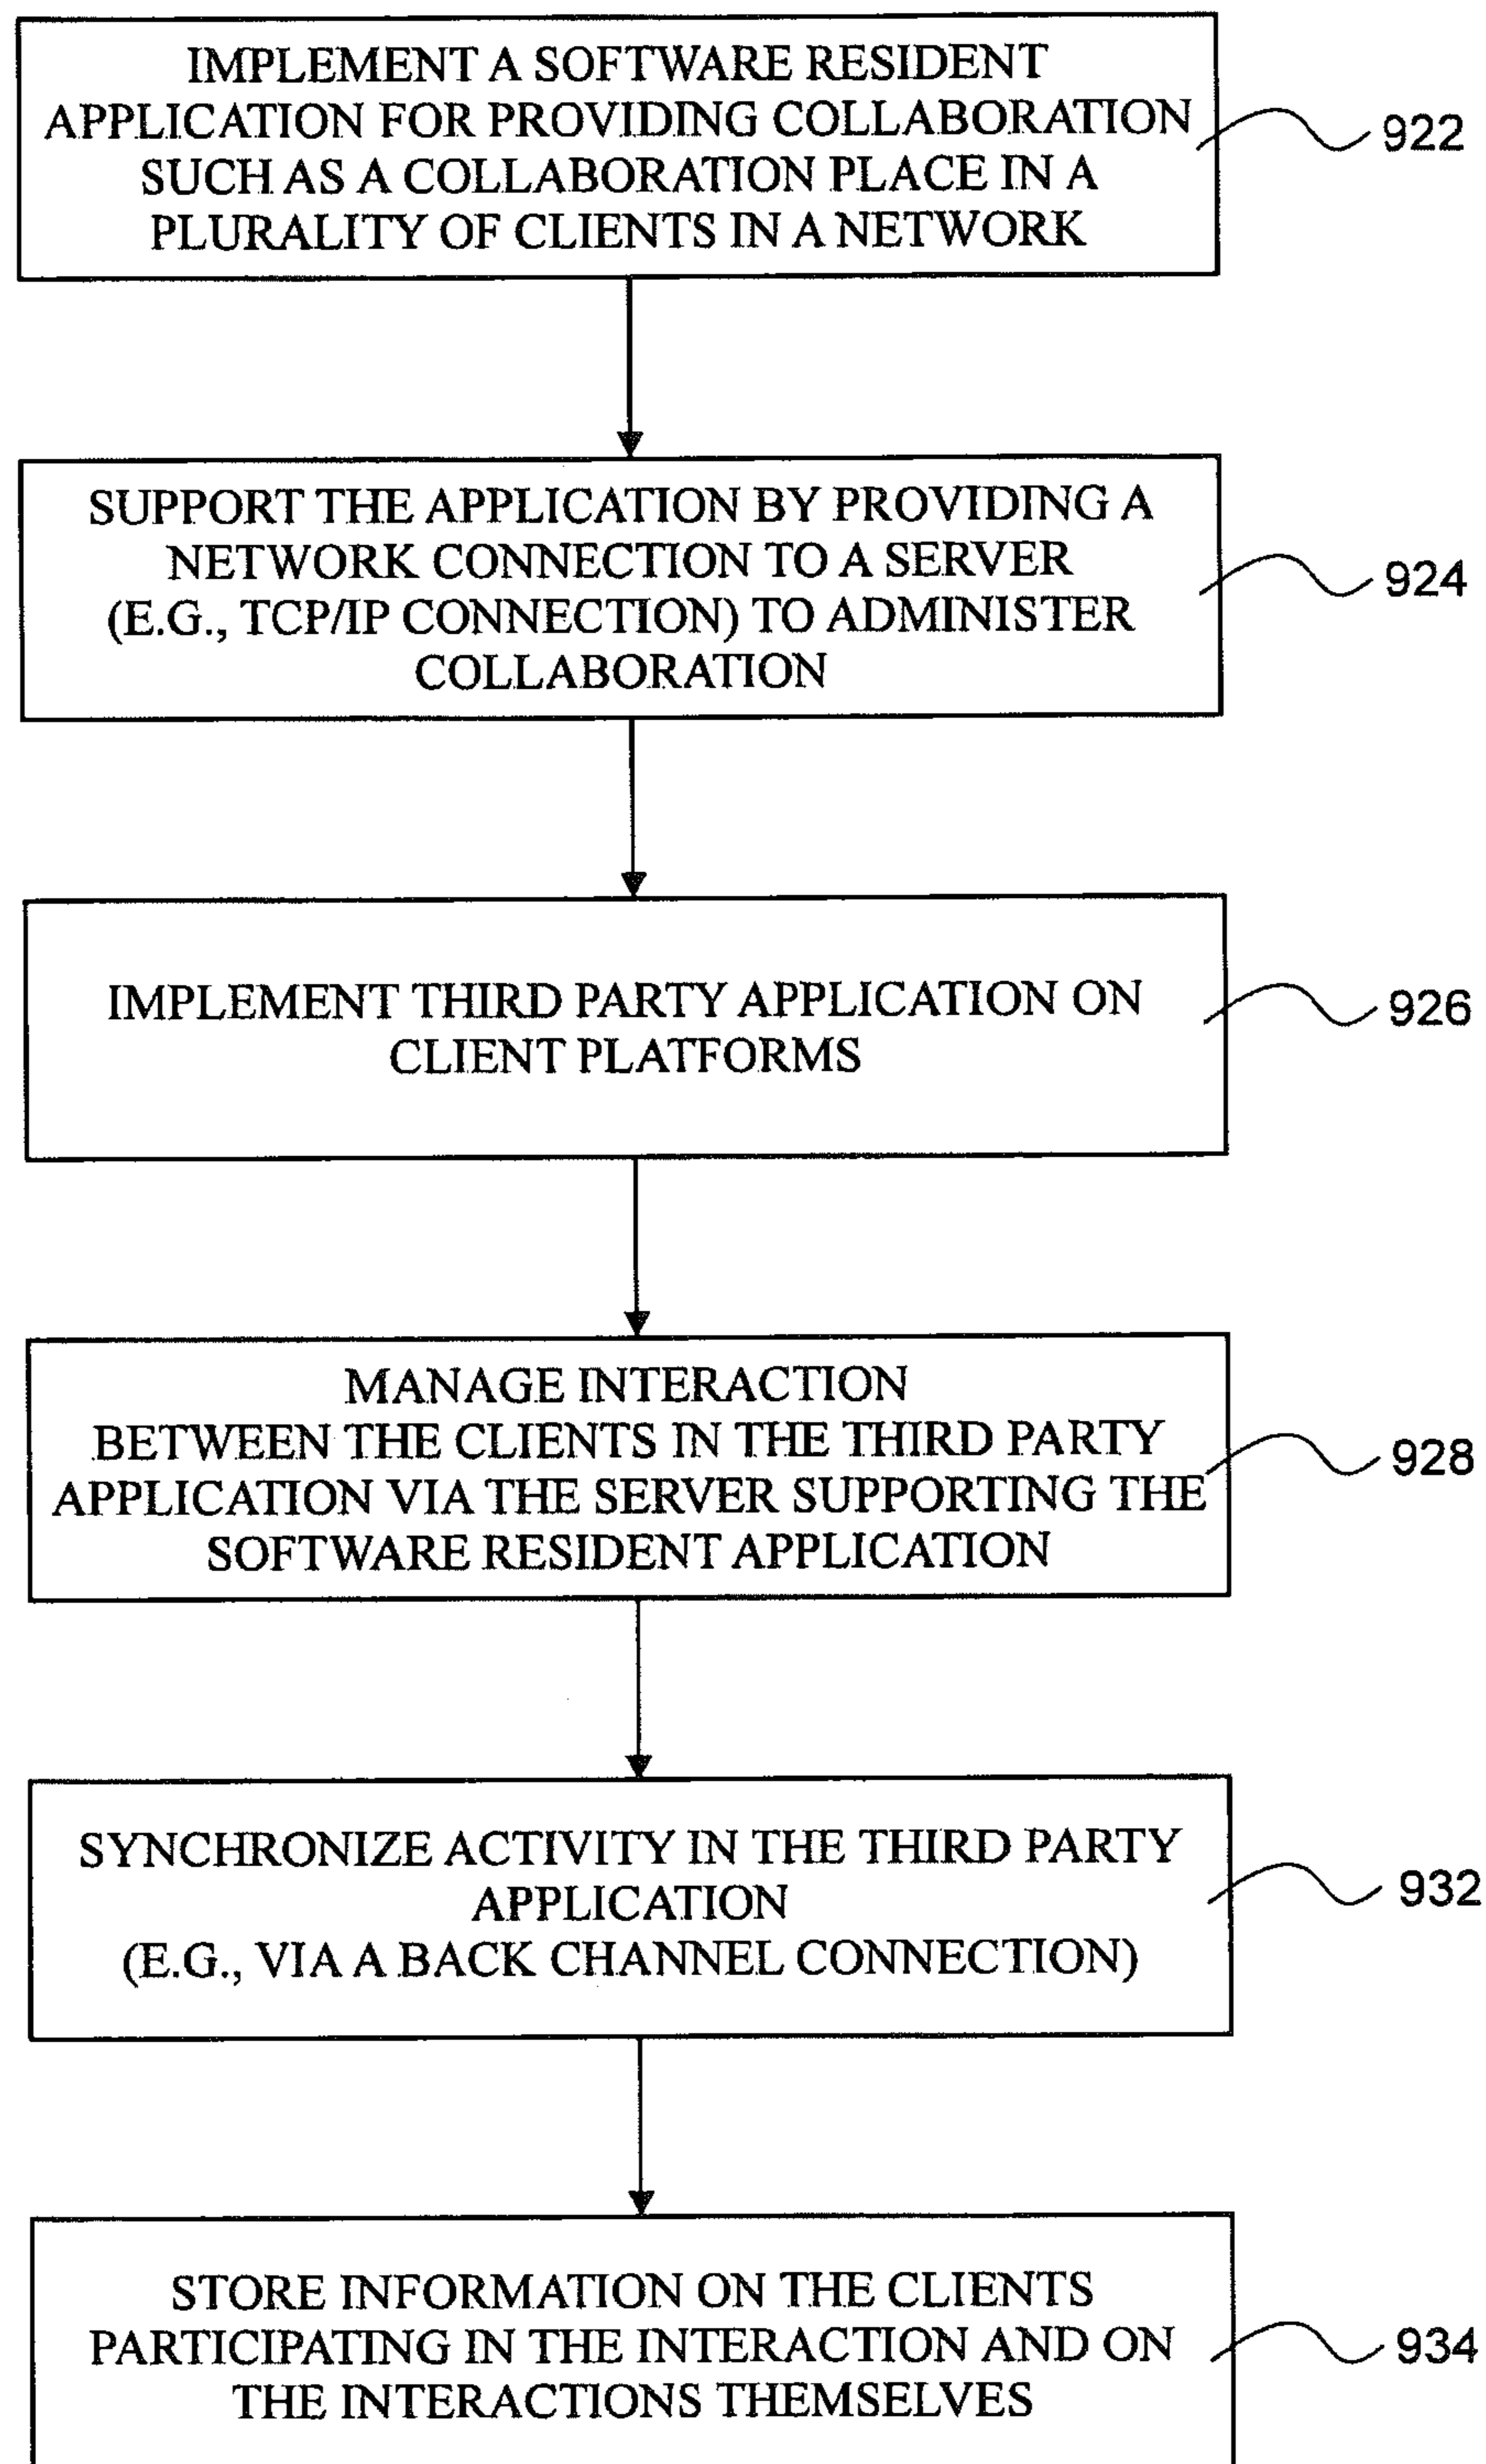 IMPLEMENT A SOFTWARE RESIDENT
APPLICATION FOR PROVIDING COLLABORATION
SUCH AS A COLLABORATION PLACE IN A
PLURALITY OF CLIENTS IN A NETWORK
922
SUPPORT THE APPLICATION BY PROVIDING A
NETWORK CONNECTION TO A SERVER
(E.G., TCP/IP CONNECTION) TO ADMINISTER
COLLABORATION
924
IMPLEMENT THIRD PARTY APPLICATION ON
CLIENT PLATFORMS
926
MANAGE INTERACTION
BETWEEN THE CLIENTS IN THE THIRD PARTY
APPLICATION VIA THE SERVER SUPPORTING THE
SOFTWARE RESIDENT APPLICATION
928
SYNCHRONIZE ACTIVITY IN THE THIRD PARTY
APPLICATION
(E.G., VIA A BACK CHANNEL CONNECTION)
932
STORE INFORMATION ON THE CLIENTS
PARTICIPATING IN THE INTERACTION AND ON
THE INTERACTIONS THEMSELVES
934